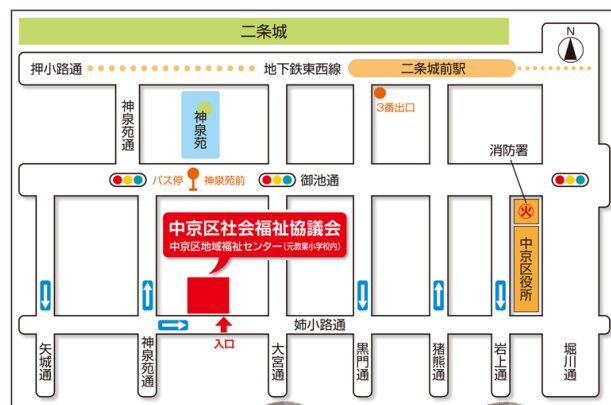 二条城
N
押小路通
地下鉄東西線
二条城前駅
神泉苑通
神泉苑
3番出口
消防署
バス停
神泉苑前
御池通
火
中京区社会福祉協議会
中京区地域福祉センター(元教業小学校内)
中京区役所
姉小路通
入口
矢城通
神泉苑通
大宮通
黒門通
猪熊通
岩上通
堀川通